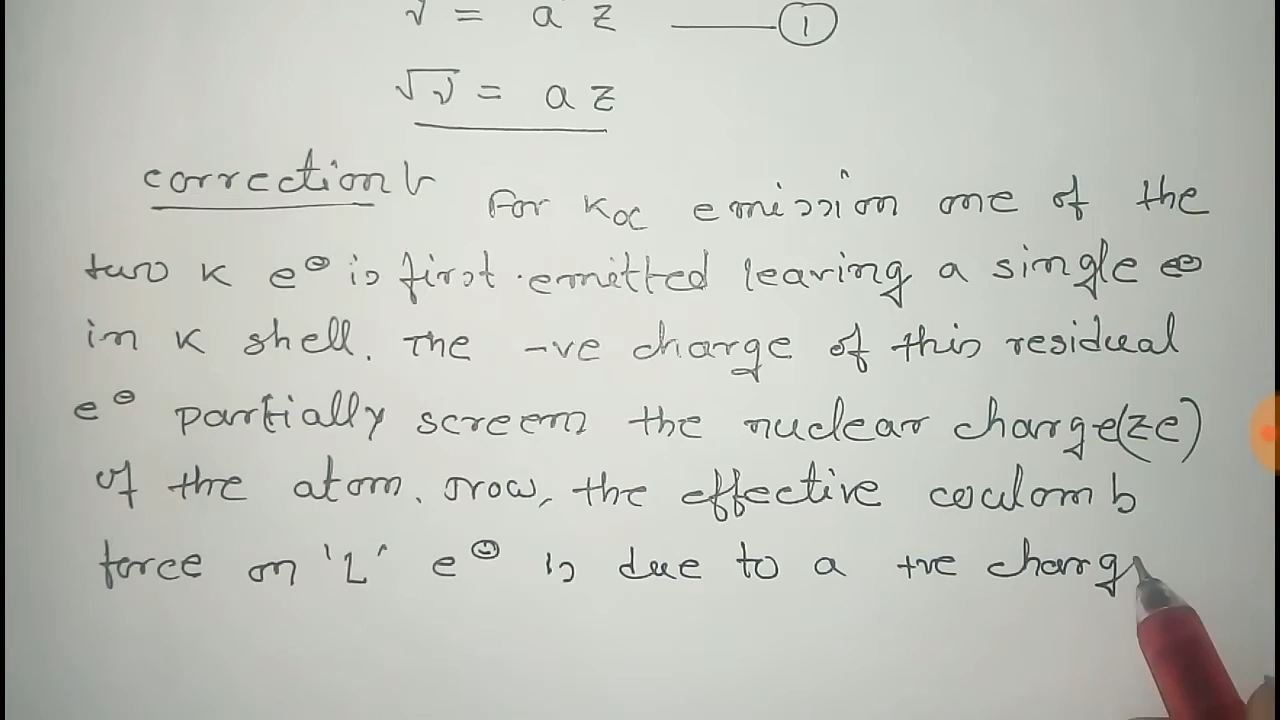 √ = a z ——— ①
√ν = a z
correction :- For Kα emission one of the
two K e⊖ is first emitted leaving a single e⊖
in K shell. The -ve charge of this residual
e⊖ partially screen the nuclear charge(ze)
of the atom. Now, the effective coulomb
force on 'L' e⊖ is due to a +ve charg